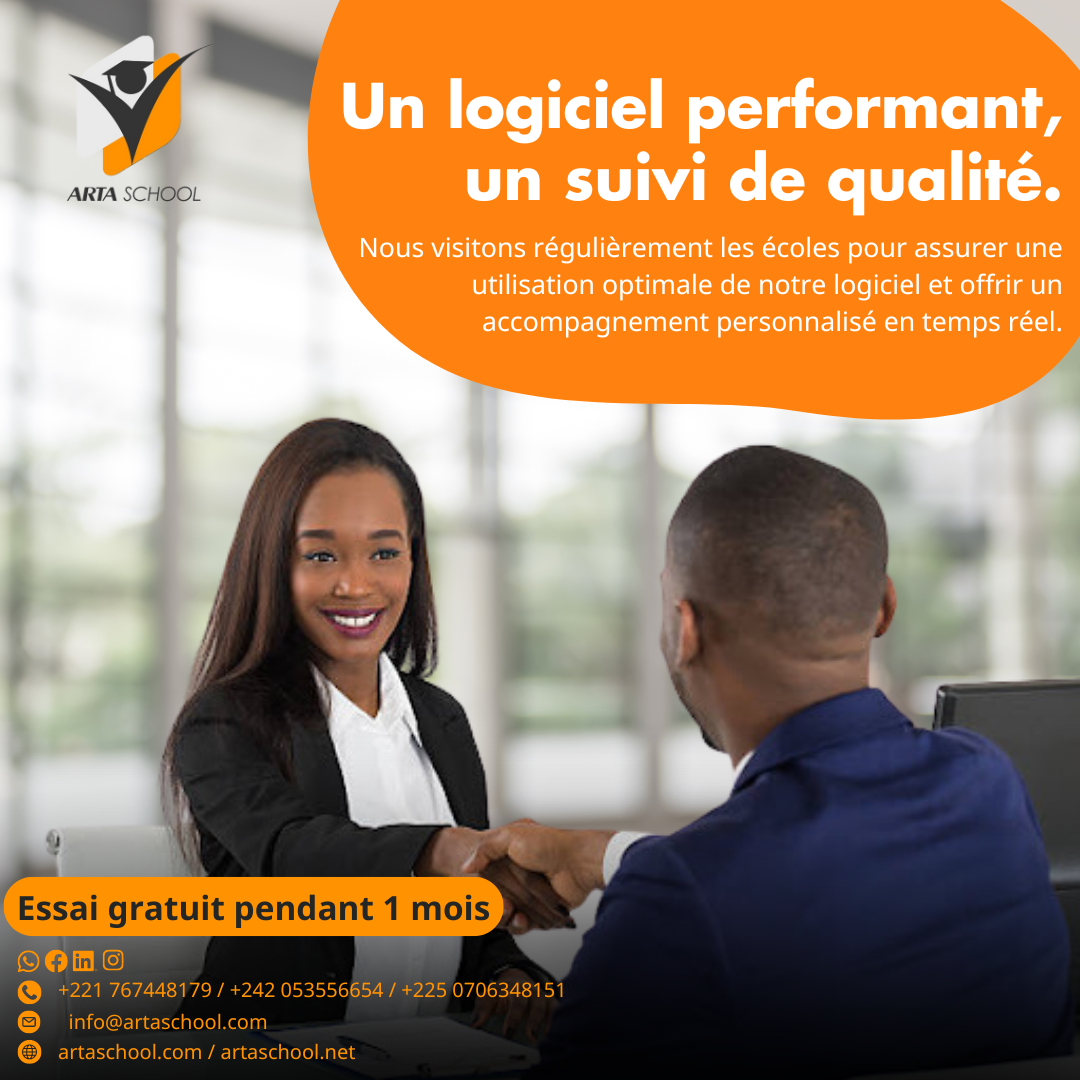 ARTA SCHOOL
Un logiciel performant,
un suivi de qualité.
Nous visitons régulièrement les écoles pour assurer une
utilisation optimale de notre logiciel et offrir un
accompagnement personnalisé en temps réel.
Essai gratuit pendant 1 mois
+221 767448179 / +242 053556654 / +225 0706348151
info@artaschool.com
artaschool.com / artaschool.net